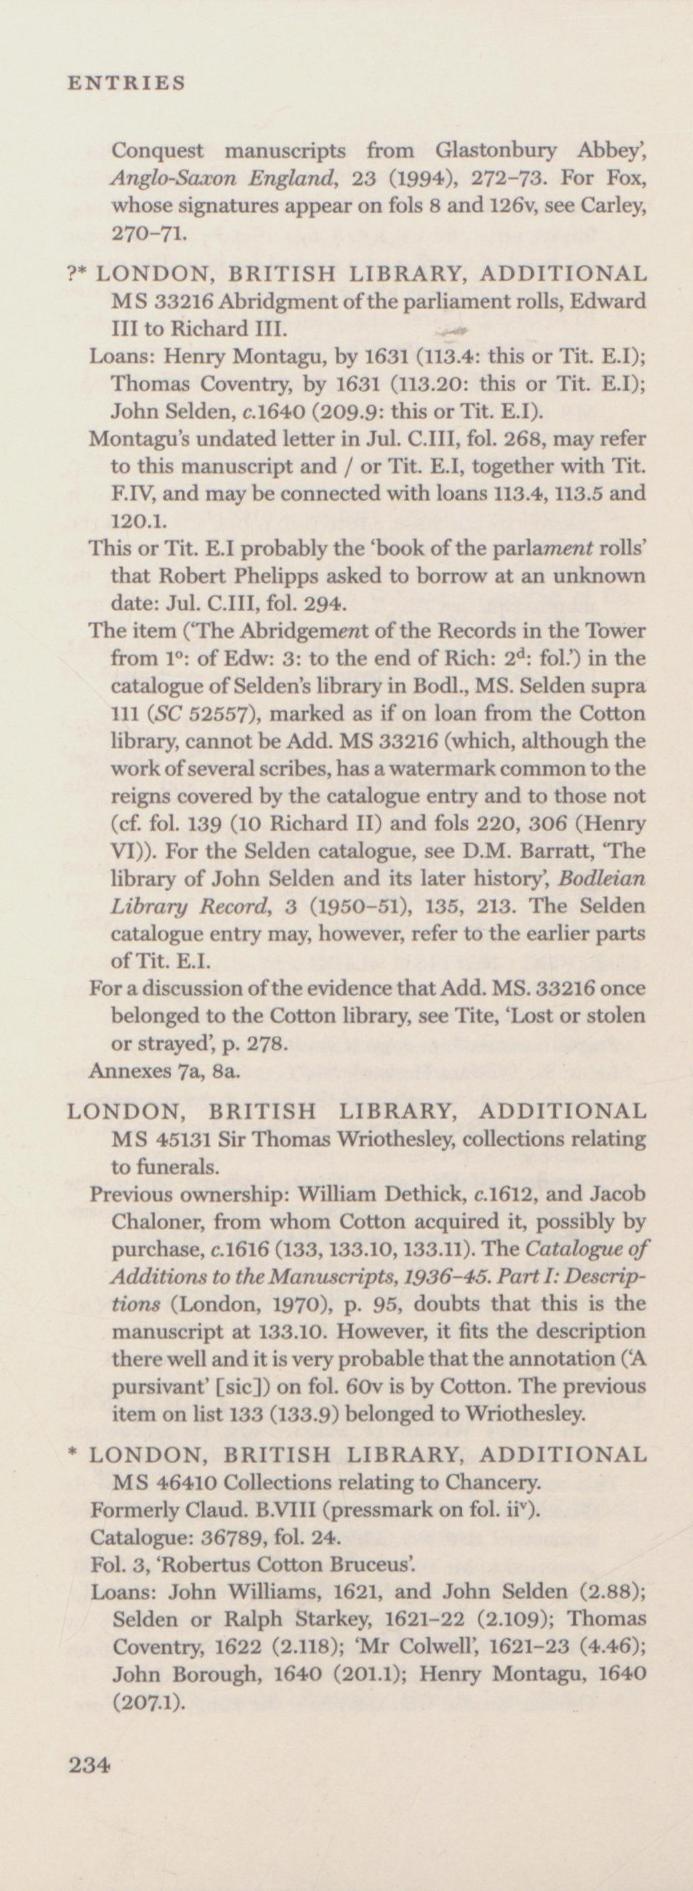 ENTRIES
Conquest manuscripts from Glastonbury Abbey’,
Anglo-Saxon England, 23 (1994), 272–73. For Fox,
whose signatures appear on fols 8 and 126v, see Carley,
270–71.
?* LONDON, BRITISH LIBRARY, ADDITIONAL
MS 33216 Abridgment of the parliament rolls, Edward
III to Richard III.
Loans: Henry Montagu, by 1631 (113.4: this or Tit. E.I);
Thomas Coventry, by 1631 (113.20: this or Tit. E.I);
John Selden, c.1640 (209.9: this or Tit. E.I).
Montagu’s undated letter in Jul. C.III, fol. 268, may refer
to this manuscript and / or Tit. E.I, together with Tit.
F.IV, and may be connected with loans 113.4, 113.5 and
120.1.
This or Tit. E.I probably the ‘book of the parlament rolls’
that Robert Phelipps asked to borrow at an unknown
date: Jul. C.III, fol. 294.
The item (‘The Abridgement of the Records in the Tower
from 1º: of Edw: 3: to the end of Rich: 2ᵈ: fol.’) in the
catalogue of Selden’s library in Bodl., MS. Selden supra
111 (SC 52557), marked as if on loan from the Cotton
library, cannot be Add. MS 33216 (which, although the
work of several scribes, has a watermark common to the
reigns covered by the catalogue entry and to those not
(cf. fol. 139 (10 Richard II) and fols 220, 306 (Henry
VI)). For the Selden catalogue, see D.M. Barratt, ‘The
library of John Selden and its later history’, Bodleian
Library Record, 3 (1950–51), 135, 213. The Selden
catalogue entry may, however, refer to the earlier parts
of Tit. E.I.
For a discussion of the evidence that Add. MS. 33216 once
belonged to the Cotton library, see Tite, ‘Lost or stolen
or strayed’, p. 278.
Annexes 7a, 8a.
LONDON, BRITISH LIBRARY, ADDITIONAL
MS 45131 Sir Thomas Wriothesley, collections relating
to funerals.
Previous ownership: William Dethick, c.1612, and Jacob
Chaloner, from whom Cotton acquired it, possibly by
purchase, c.1616 (133, 133.10, 133.11). The Catalogue of
Additions to the Manuscripts, 1936–45. Part I: Descrip-
tions (London, 1970), p. 95, doubts that this is the
manuscript at 133.10. However, it fits the description
there well and it is very probable that the annotation (‘A
pursivant’ [sic]) on fol. 60v is by Cotton. The previous
item on list 133 (133.9) belonged to Wriothesley.
* LONDON, BRITISH LIBRARY, ADDITIONAL
MS 46410 Collections relating to Chancery.
Formerly Claud. B.VIII (pressmark on fol. iiᵛ).
Catalogue: 36789, fol. 24.
Fol. 3, ‘Robertus Cotton Bruceus’.
Loans: John Williams, 1621, and John Selden (2.88);
Selden or Ralph Starkey, 1621–22 (2.109); Thomas
Coventry, 1622 (2.118); ‘Mr Colwell’, 1621–23 (4.46);
John Borough, 1640 (201.1); Henry Montagu, 1640
(207.1).
234